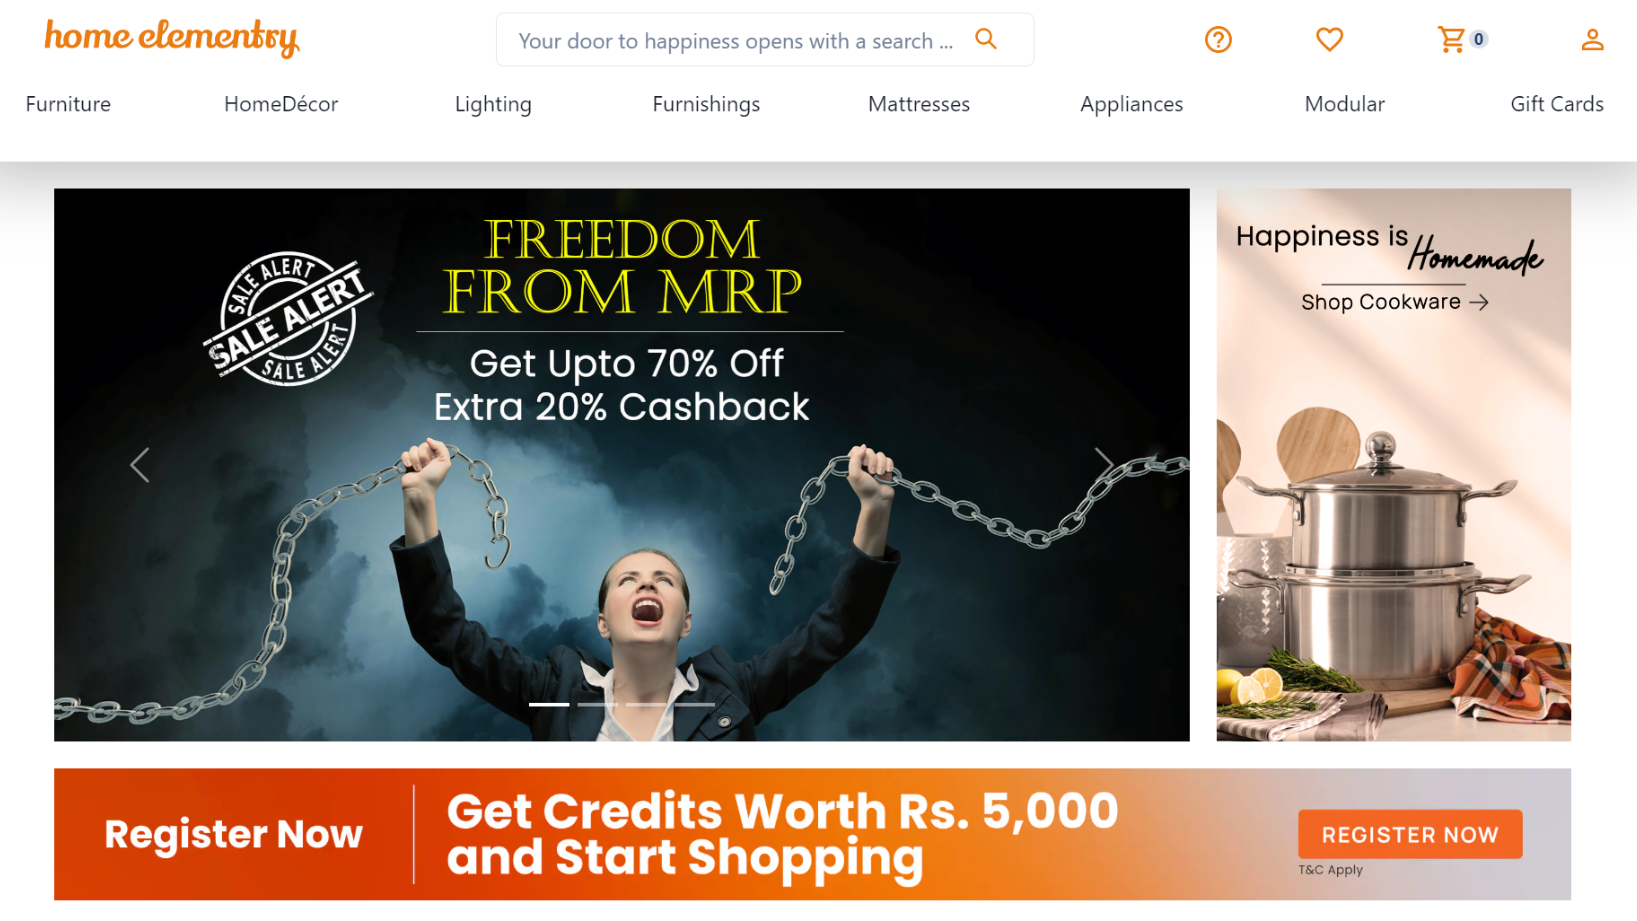 home elementry
Your door to happiness opens with a search ...
0
Furniture
HomeDécor
Lighting
Furnishings
Mattresses
Appliances
Modular
Gift Cards
SALE ALERT
SALE ALERT
SALE ALERT
FREEDOM
FROM MRP
Get Upto 70% Off
Extra 20% Cashback
Happiness is
Homemade
Shop Cookware →
Register Now
Get Credits Worth Rs. 5,000
and Start Shopping
REGISTER NOW
T&C Apply